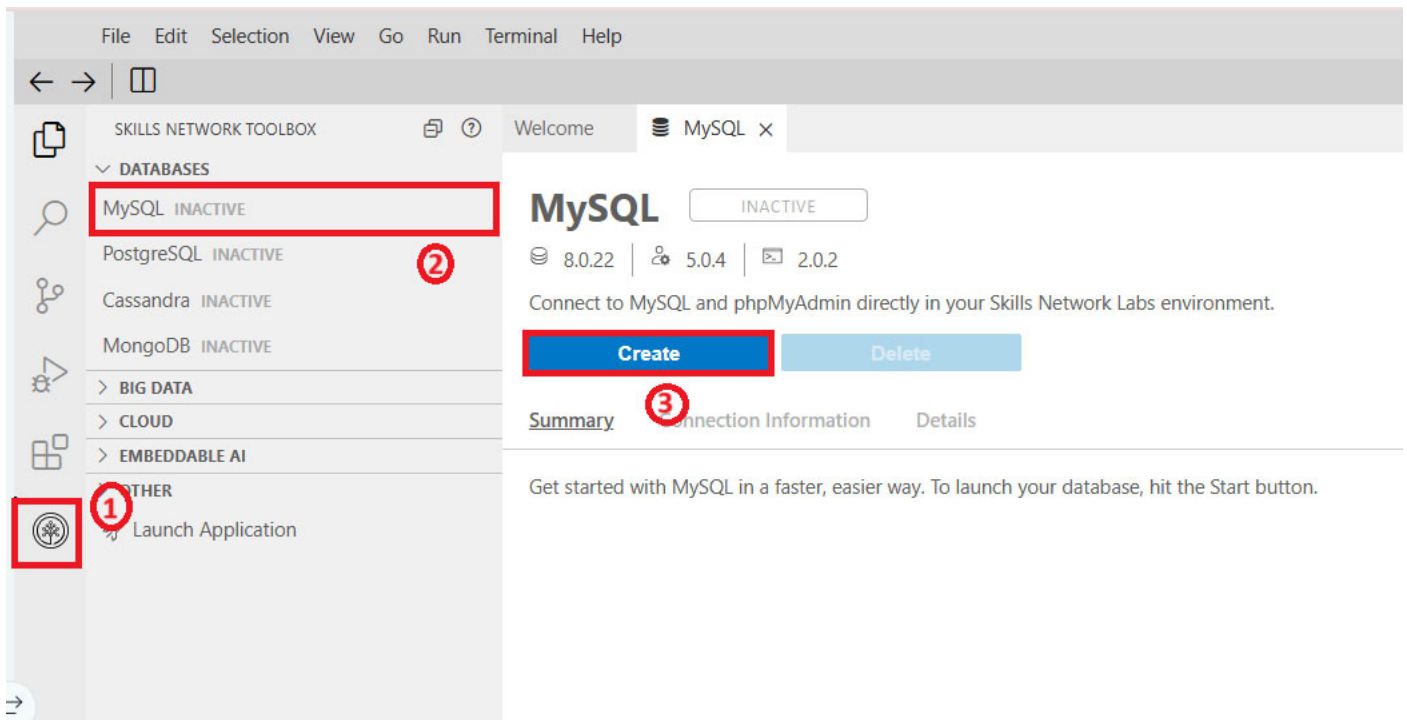 File Edit Selection View Go Run Terminal Help
SKILLS NETWORK TOOLBOX
Welcome MySQL
DATABASES
MySQL INACTIVE
PostgreSQL INACTIVE
Cassandra INACTIVE
MongoDB INACTIVE
BIG DATA
CLOUD
EMBEDDABLE AI
OTHER
Launch Application
1
2
MySQL INACTIVE
8.0.22 5.0.4 2.0.2
Connect to MySQL and phpMyAdmin directly in your Skills Network Labs environment.
Create Delete
3
Summary Connection Information Details
Get started with MySQL in a faster, easier way. To launch your database, hit the Start button.